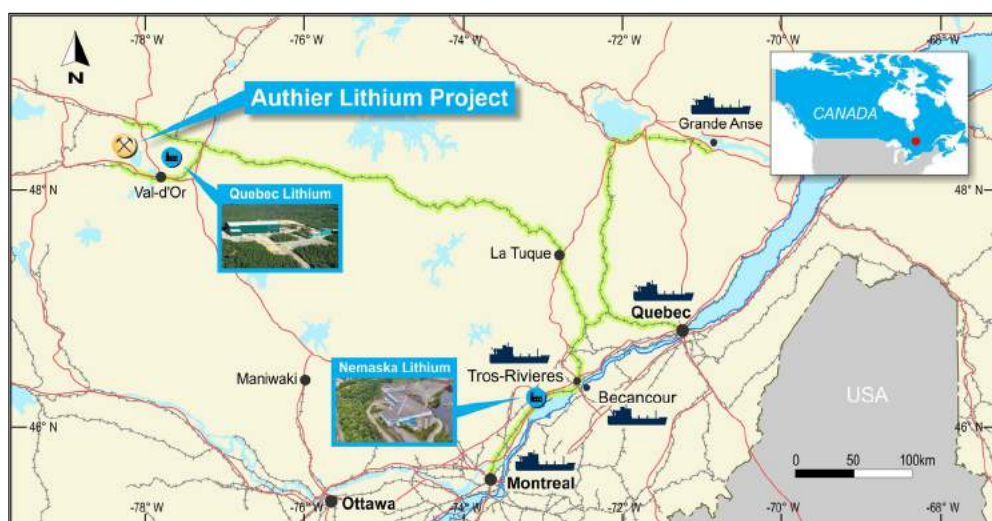 -78° W
-76° W
-74° W
-72° W
-70° W
-68° W
N
Authier Lithium Project
Grande Anse
CANADA
-48° N
Val-d'Or
Quebec Lithium
48° N
La Tuque
Quebec
Nemaska Lithium
Tros-Rivieres
Maniwaki
Becancour
USA
-46° N
46° N
0 50 100km
Montreal
Ottawa
-78° W
-76° W
-74° W
-72° W
-70° W